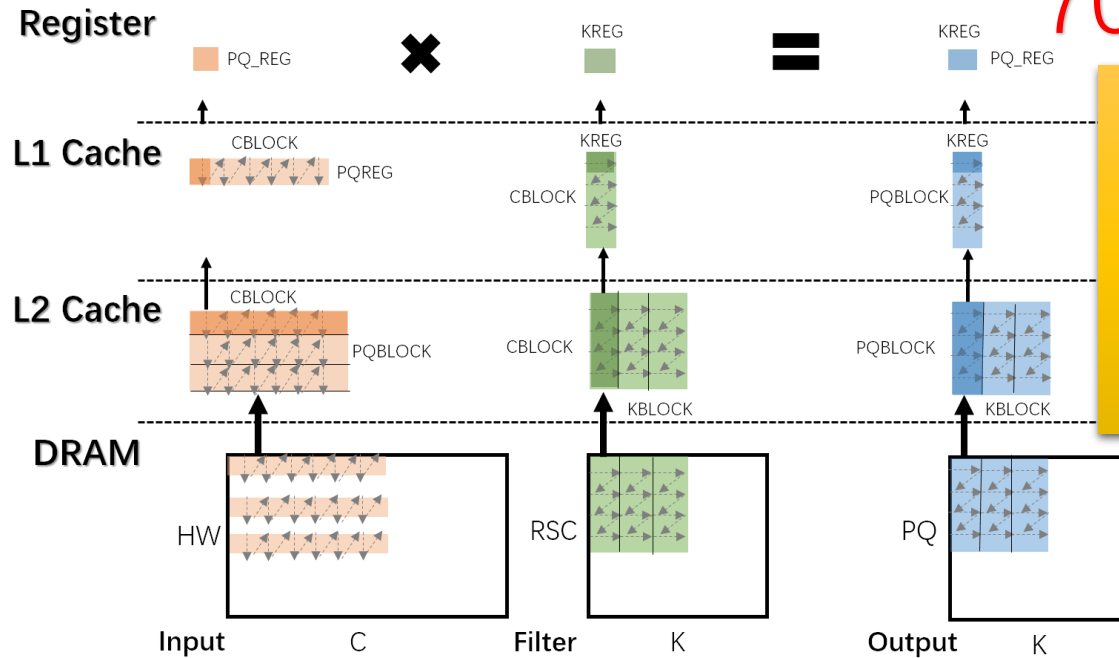 Register
PQ_REG
KREG
KREG
PQ_REG
L1 Cache
CBLOCK
PQREG
KREG
CBLOCK
KREG
PQBLOCK
L2 Cache
CBLOCK
PQBLOCK
CBLOCK
KBLOCK
PQBLOCK
KBLOCK
DRAM
HW
RSC
PQ
Input
C
Filter
K
Output
K